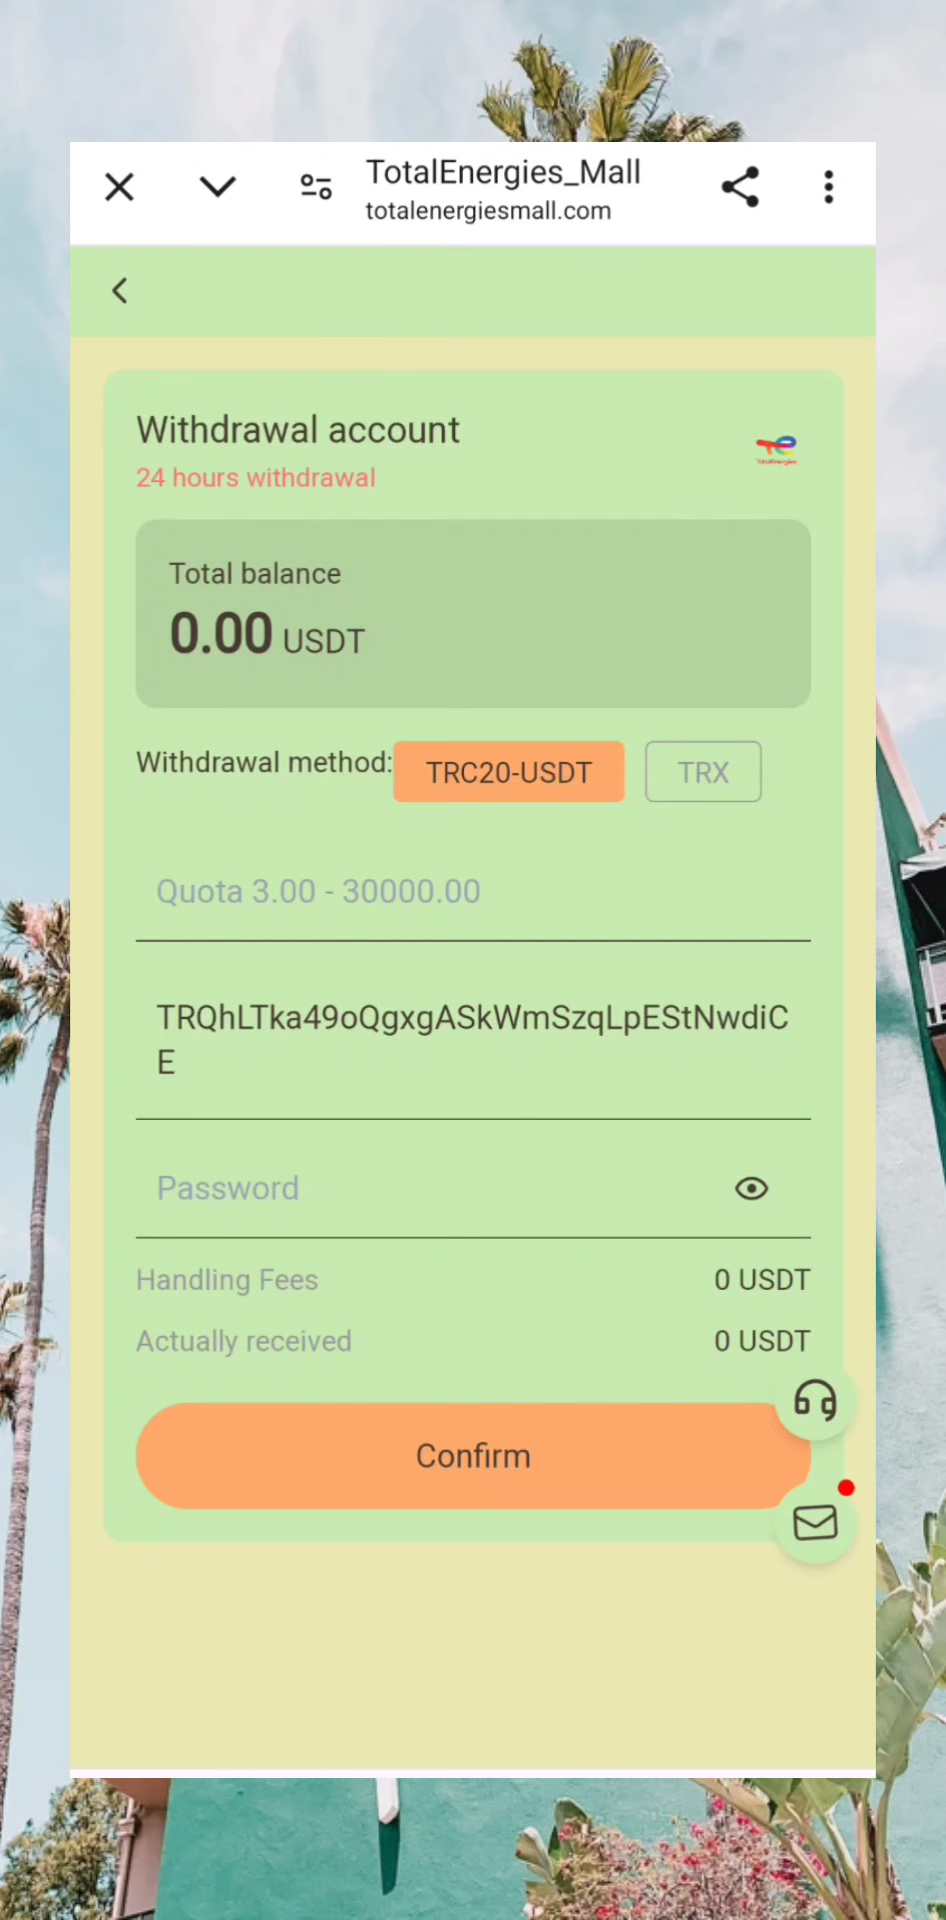 TotalEnergies_Mall
totalenergiesmall.com
Withdrawal account
24 hours withdrawal
TotalEnergies
Total balance
0.00 USDT
Withdrawal method:
TRC20-USDT
TRX
Quota 3.00 - 30000.00
TRQhLTka49oQgxgASkWmSzqLpEStNwdiC
E
Password
Handling Fees
0 USDT
Actually received
0 USDT
Confirm